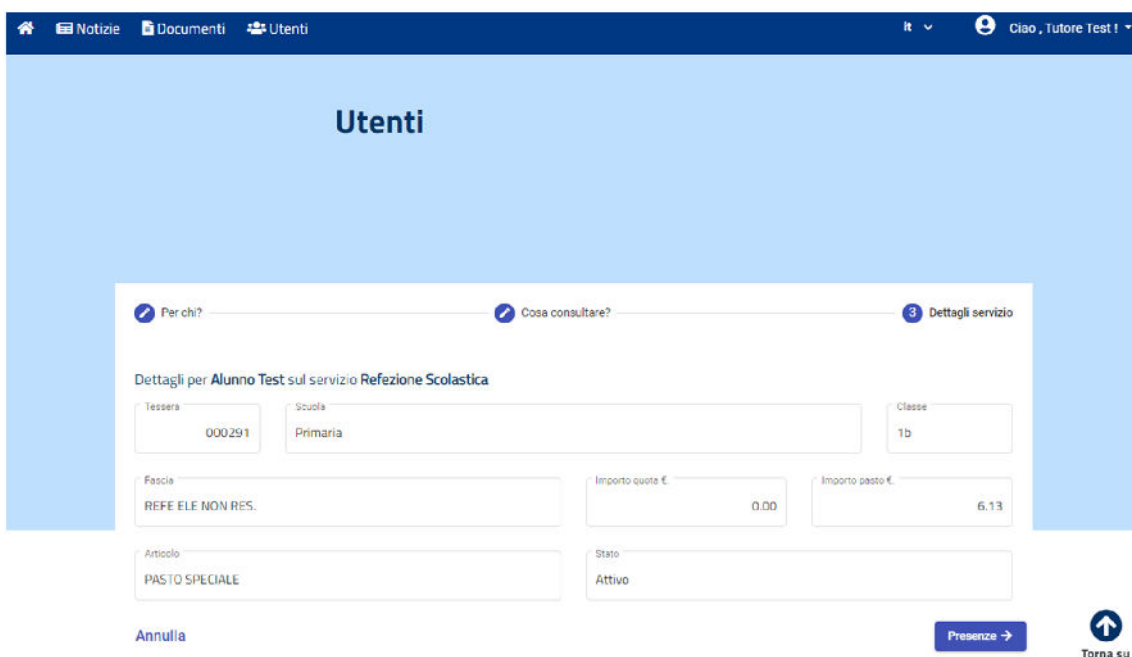 Notizie Documenti Utenti it Ciao , Tutore Test !
Utenti
Per chi? Cosa consultare? 3 Dettagli servizio
Dettagli per Alunno Test sul servizio Refezione Scolastica
Tessera Scuola Classe
000291 Primaria 1b
Fascia Importo quota €. Importo pasto €.
REFE ELE NON RES. 0.00 6.13
Articolo Stato
PASTO SPECIALE Attivo
Annulla Presenze →
Torna su